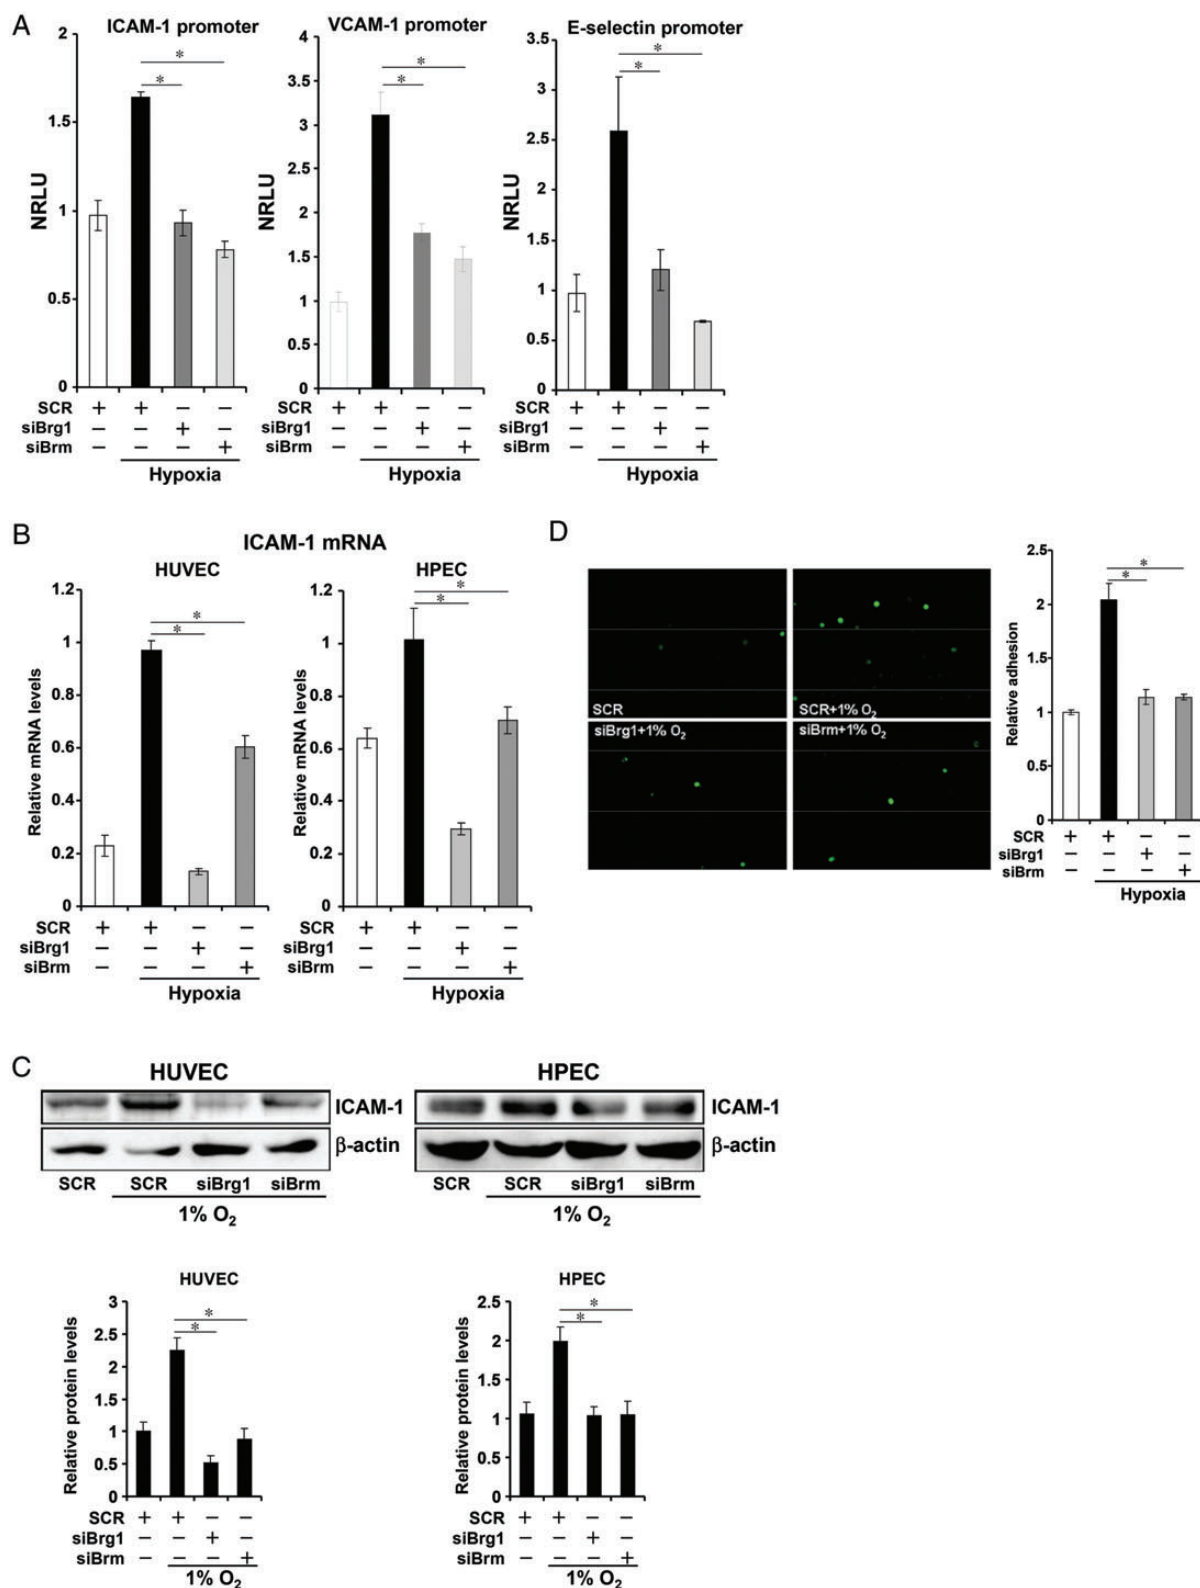 A
ICAM-1 promoter
VCAM-1 promoter
E-selectin promoter
NRLU
2
1.5
1
0.5
0
*
*
NRLU
4
3.5
3
2.5
2
1.5
1
0.5
0
*
*
NRLU
3.5
3
2.5
2
1.5
1
0.5
0
*
*
SCR + + − −
siBrg1 − − + −
siBrm − − − +
Hypoxia
+ + − −
− − + −
− − − +
Hypoxia
SCR + + − −
siBrg1 − − + −
siBrm − − − +
Hypoxia
B
ICAM-1 mRNA
HUVEC
HPEC
Relative mRNA levels
1.2
1
0.8
0.6
0.4
0.2
0
*
*
Relative mRNA levels
1.2
1
0.8
0.6
0.4
0.2
0
*
*
SCR + + − −
siBrg1 − − + −
siBrm − − − +
Hypoxia
SCR + + − −
siBrg1 − − + −
siBrm − − − +
Hypoxia
D
SCR
SCR+1% O₂
siBrg1+1% O₂
siBrm+1% O₂
Relative adhesion
2.5
2
1.5
1
0.5
0
*
*
SCR + + − −
siBrg1 − − + −
siBrm − − − +
Hypoxia
C
HUVEC
ICAM-1
β-actin
SCR SCR siBrg1 siBrm
1% O₂
HPEC
ICAM-1
β-actin
SCR SCR siBrg1 siBrm
1% O₂
HUVEC
Relative protein levels
3
2.5
2
1
0.5
0
*
*
SCR + + − −
siBrg1 − − + −
siBrm − − − +
1% O₂
HPEC
Relative protein levels
2.5
2
1.5
1
0.5
0
*
*
SCR + + − −
siBrg1 − − + −
siBrm − − − +
1% O₂